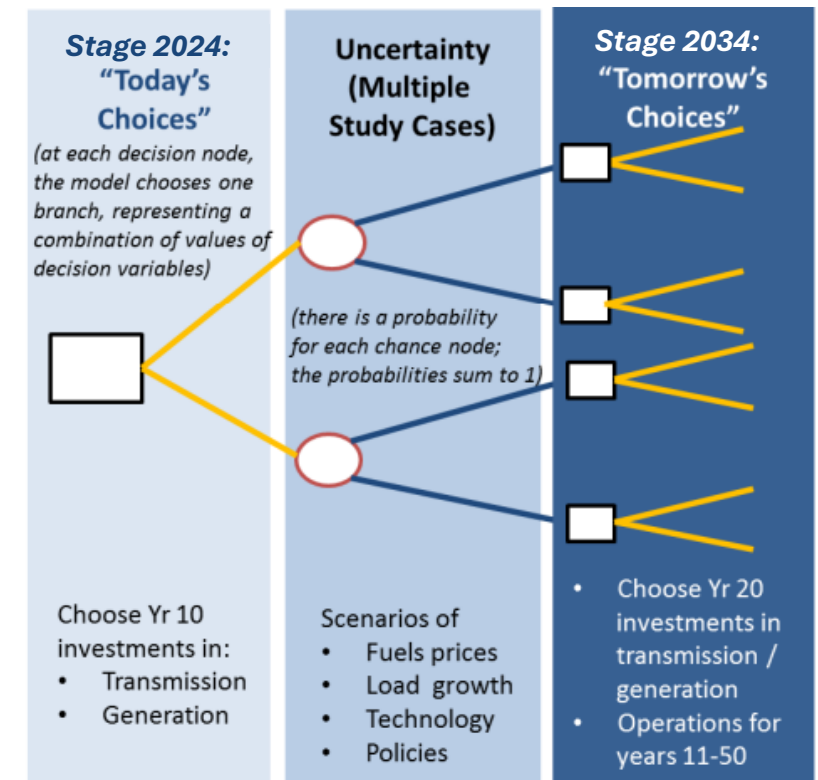 Stage 2024:
“Today’s
Choices”
(at each decision node,
the model chooses one
branch, representing a
combination of values of
decision variables)
Choose Yr 10
investments in:
• Transmission
• Generation
Uncertainty
(Multiple
Study Cases)
(there is a probability
for each chance node;
the probabilities sum to 1)
Scenarios of
• Fuels prices
• Load growth
• Technology
• Policies
Stage 2034:
“Tomorrow’s
Choices”
• Choose Yr 20
investments in
transmission /
generation
• Operations for
years 11-50